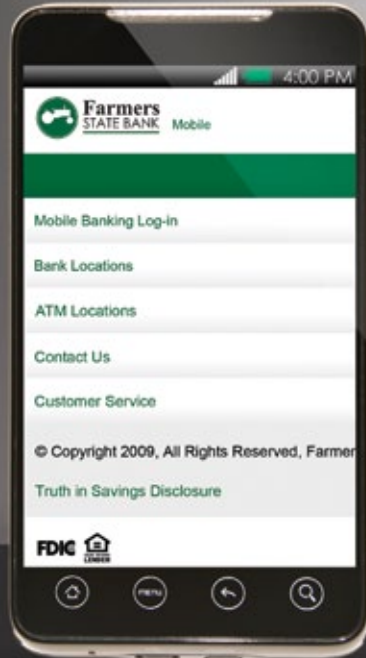 4:00 PM
Farmers
STATE BANK Mobile
Mobile Banking Log-in
Bank Locations
ATM Locations
Contact Us
Customer Service
© Copyright 2009, All Rights Reserved, Farmer
Truth in Savings Disclosure
FDIC
menu